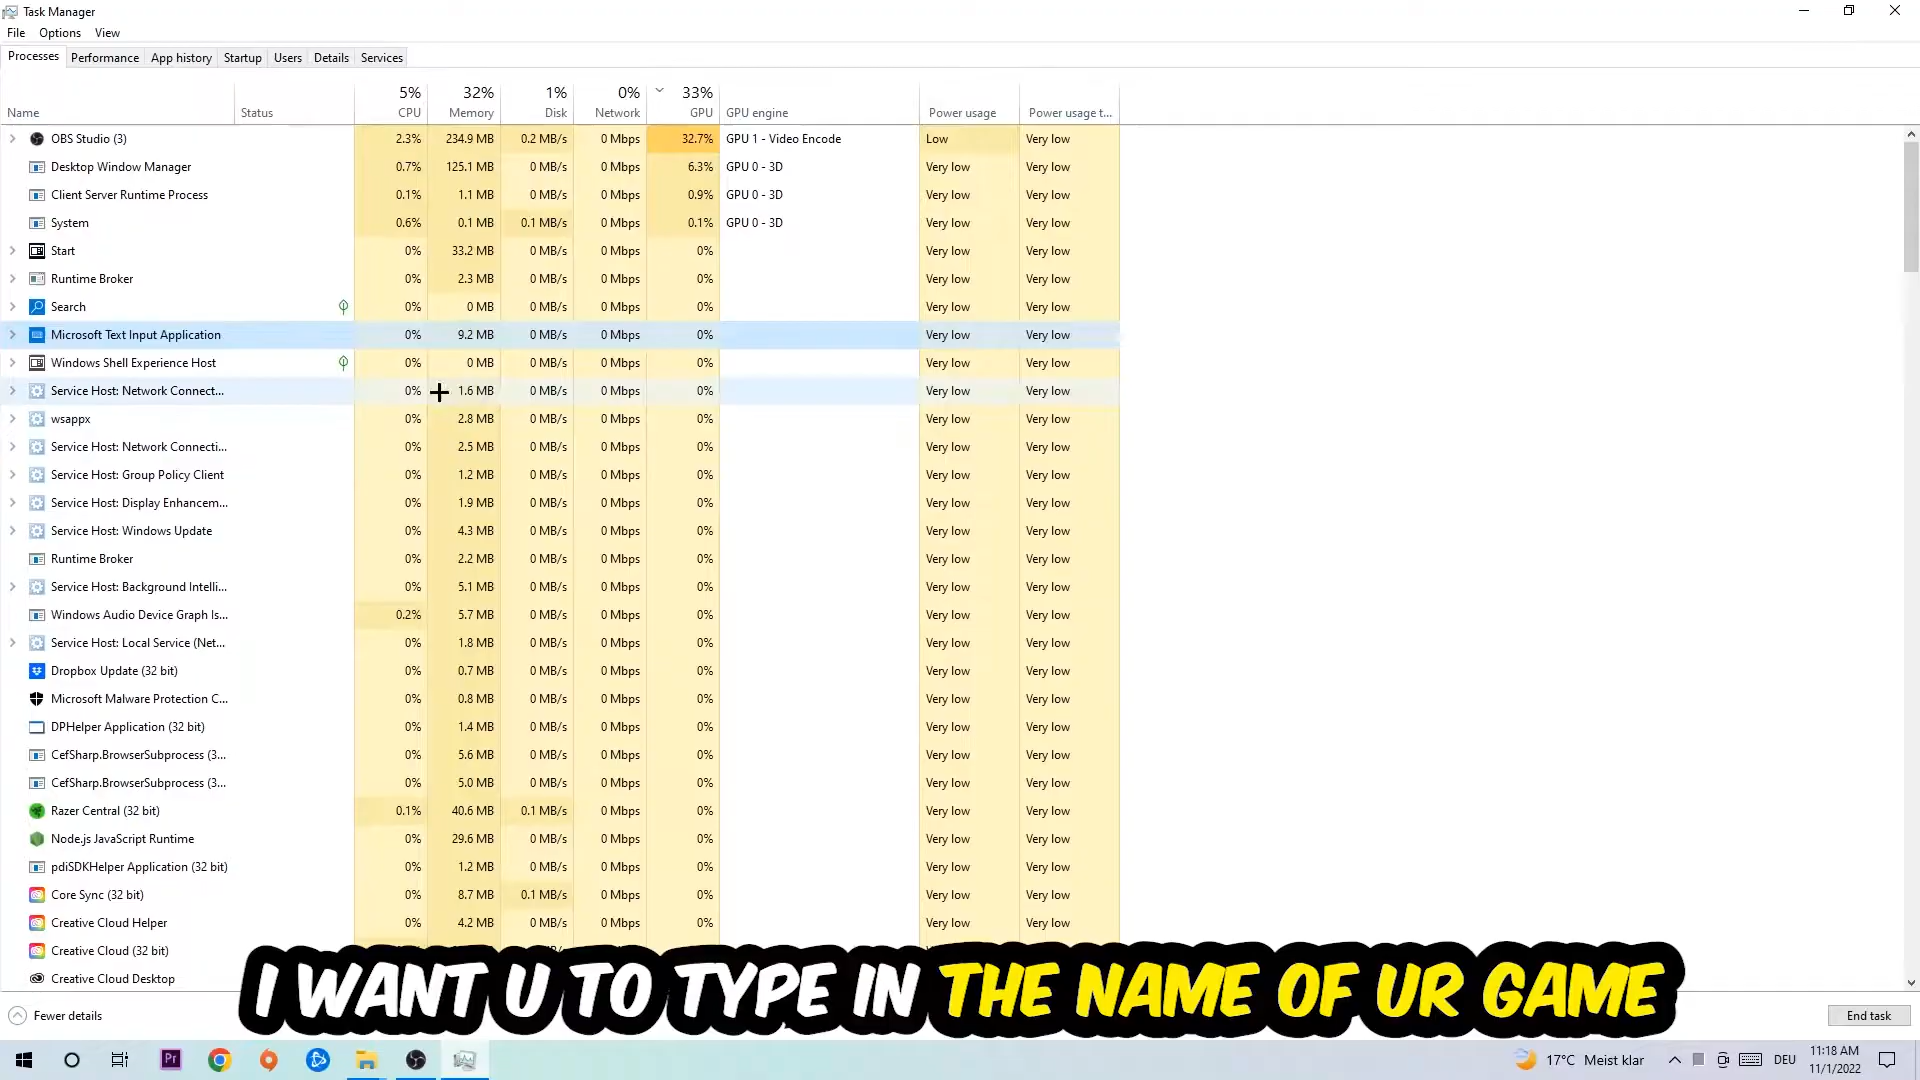 Task Manager
File Options View
Processes Performance App history Startup Users Details Services
5% 32% 1% 0% 33%
Name Status CPU Memory Disk Network GPU GPU engine Power usage Power usage t...
OBS Studio (3) 2.3% 234.9 MB 0.2 MB/s 0 Mbps 32.7% GPU 1 - Video Encode Low Very low
Desktop Window Manager 0.7% 125.1 MB 0 MB/s 0 Mbps 6.3% GPU 0 - 3D Very low Very low
Client Server Runtime Process 0.1% 1.1 MB 0 MB/s 0 Mbps 0.9% GPU 0 - 3D Very low Very low
System 0.6% 0.1 MB 0.1 MB/s 0 Mbps 0.1% GPU 0 - 3D Very low Very low
Start 0% 33.2 MB 0 MB/s 0 Mbps 0% Very low Very low
Runtime Broker 0% 2.3 MB 0 MB/s 0 Mbps 0% Very low Very low
Search 0% 0 MB 0 MB/s 0 Mbps 0% Very low Very low
Microsoft Text Input Application 0% 9.2 MB 0 MB/s 0 Mbps 0% Very low Very low
Windows Shell Experience Host 0% 0 MB 0 MB/s 0 Mbps 0% Very low Very low
Service Host: Network Connect... 0% 1.6 MB 0 MB/s 0 Mbps 0% Very low Very low
wsappx 0% 2.8 MB 0 MB/s 0 Mbps 0% Very low Very low
Service Host: Network Connecti... 0% 2.5 MB 0 MB/s 0 Mbps 0% Very low Very low
Service Host: Group Policy Client 0% 1.2 MB 0 MB/s 0 Mbps 0% Very low Very low
Service Host: Display Enhancem... 0% 1.9 MB 0 MB/s 0 Mbps 0% Very low Very low
Service Host: Windows Update 0% 4.3 MB 0 MB/s 0 Mbps 0% Very low Very low
Runtime Broker 0% 2.2 MB 0 MB/s 0 Mbps 0% Very low Very low
Service Host: Background Intelli... 0% 5.1 MB 0 MB/s 0 Mbps 0% Very low Very low
Windows Audio Device Graph Is... 0.2% 5.7 MB 0 MB/s 0 Mbps 0% Very low Very low
Service Host: Local Service (Net... 0% 1.8 MB 0 MB/s 0 Mbps 0% Very low Very low
Dropbox Update (32 bit) 0% 0.7 MB 0 MB/s 0 Mbps 0% Very low Very low
Microsoft Malware Protection C... 0% 0.8 MB 0 MB/s 0 Mbps 0% Very low Very low
DPHelper Application (32 bit) 0% 1.4 MB 0 MB/s 0 Mbps 0% Very low Very low
CefSharp.BrowserSubprocess (3... 0% 5.6 MB 0 MB/s 0 Mbps 0% Very low Very low
CefSharp.BrowserSubprocess (3... 0% 5.0 MB 0 MB/s 0 Mbps 0% Very low Very low
Razer Central (32 bit) 0.1% 40.6 MB 0.1 MB/s 0 Mbps 0% Very low Very low
Node.js JavaScript Runtime 0% 29.6 MB 0 MB/s 0 Mbps 0% Very low Very low
pdiSDKHelper Application (32 bit) 0% 1.2 MB 0 MB/s 0 Mbps 0% Very low Very low
Core Sync (32 bit) 0% 8.7 MB 0.1 MB/s 0 Mbps 0% Very low Very low
Creative Cloud Helper 0% 4.2 MB 0 MB/s 0 Mbps 0% Very low Very low
Creative Cloud (32 bit)
Creative Cloud Desktop
I WANT U TO TYPE IN THE NAME OF UR GAME
Fewer details End task
Pr 17°C Meist klar DEU 11:18 AM
11/1/2022